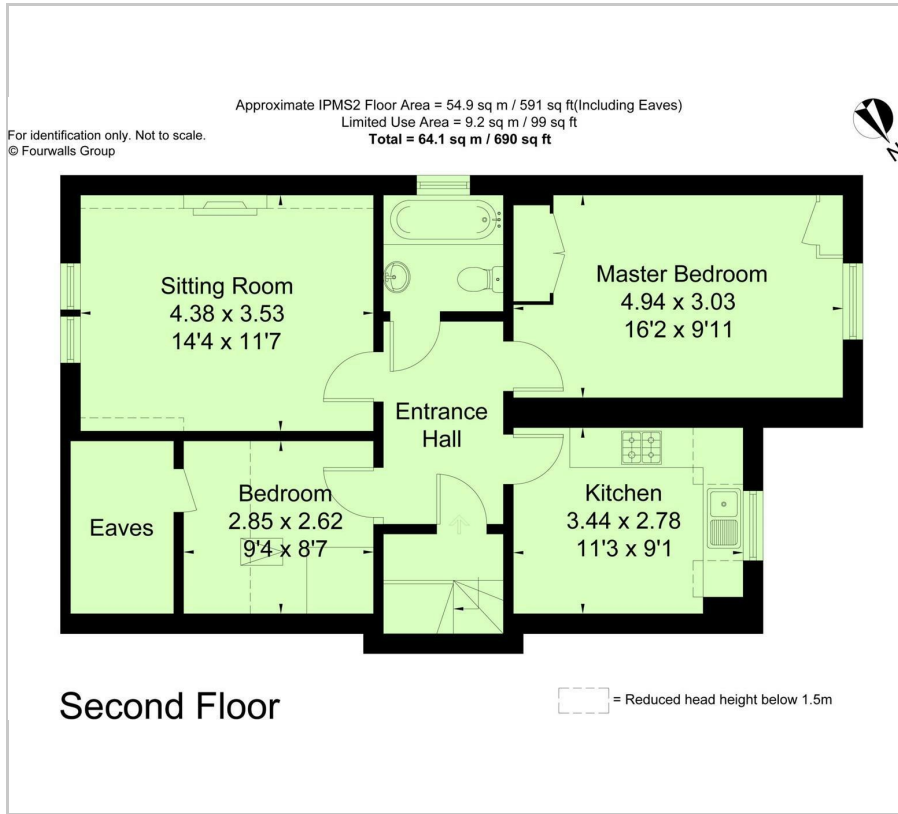 Approximate IPMS2 Floor Area = 54.9 sq m / 591 sq ft(Including Eaves)
Limited Use Area = 9.2 sq m / 99 sq ft
Total = 64.1 sq m / 690 sq ft
For identification only. Not to scale.
© Fourwalls Group
N
Sitting Room
4.38 x 3.53
14'4 x 11'7
Master Bedroom
4.94 x 3.03
16'2 x 9'11
Entrance
Hall
Eaves
Bedroom
2.85 x 2.62
9'4 x 8'7
Kitchen
3.44 x 2.78
11'3 x 9'1
Second Floor
= Reduced head height below 1.5m